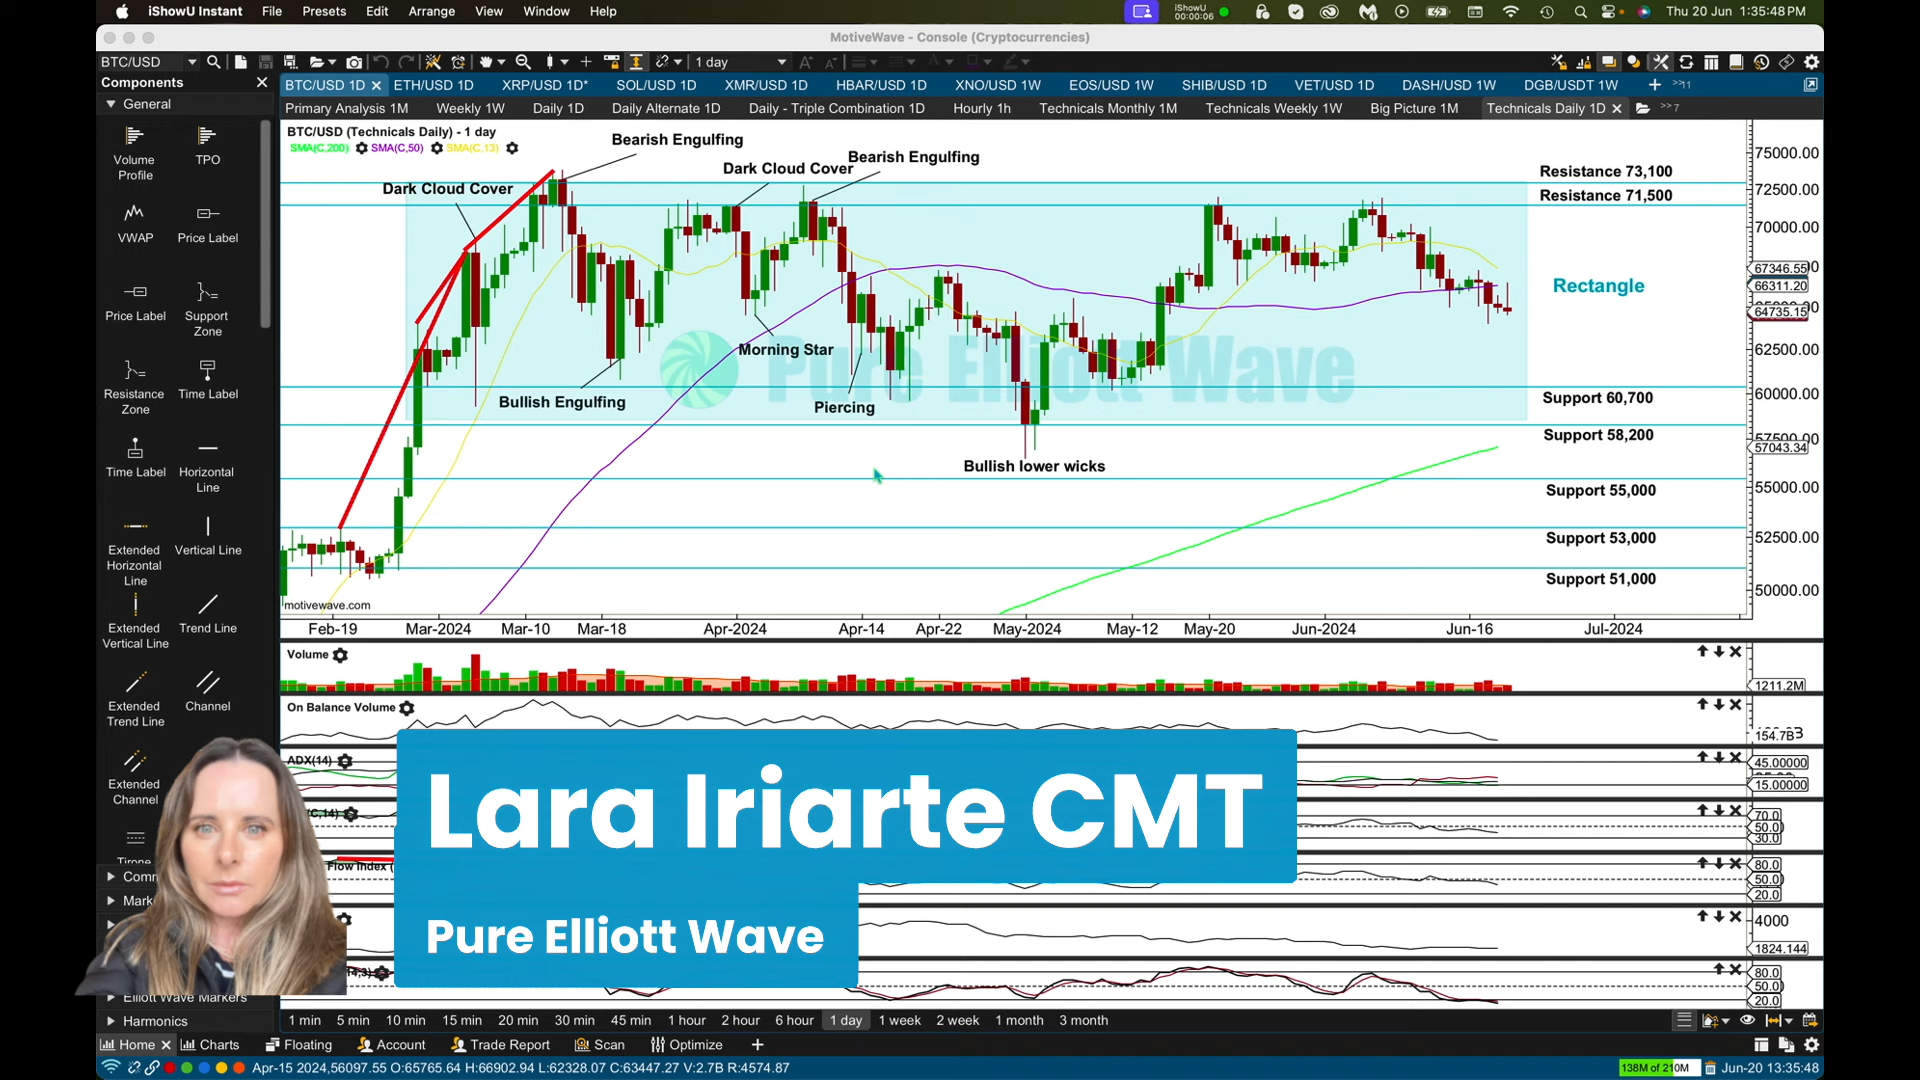 iShowU Instant File Presets Edit Arrange View Window Help
iShowU 00:00:06
Thu 20 Jun 1:35:48 PM
MotiveWave - Console (Cryptocurrencies)
BTC/USD
1 day
Components
BTC/USD 1D ETH/USD 1D XRP/USD 1D* SOL/USD 1D XMR/USD 1D HBAR/USD 1D XNO/USD 1W EOS/USD 1W SHIB/USD 1D VET/USD 1D DASH/USD 1W DGB/USDT 1W >>11
General
Primary Analysis 1M Weekly 1W Daily 1D Daily Alternate 1D Daily - Triple Combination 1D Hourly 1h Technicals Monthly 1M Technicals Weekly 1W Big Picture 1M Technicals Daily 1D >>7
Volume Profile
TPO
VWAP
Price Label
Price Label
Support Zone
Resistance Zone
Time Label
Time Label
Horizontal Line
Extended Horizontal Line
Vertical Line
Extended Vertical Line
Trend Line
Extended Trend Line
Channel
Extended Channel
Elliott Wave Markers
Harmonics
BTC/USD (Technicals Daily) - 1 day
SMA(C,200) SMA(C,50) SMA(C,13)
Bearish Engulfing
Dark Cloud Cover
Bearish Engulfing
Dark Cloud Cover
Morning Star
Bullish Engulfing
Piercing
Bullish lower wicks
Pure Elliott Wave
Resistance 73,100
Resistance 71,500
Rectangle
Support 60,700
Support 58,200
Support 55,000
Support 53,000
Support 51,000
75000.00
72500.00
70000.00
67346.55
66311.20
64735.15
62500.00
60000.00
57043.34
55000.00
52500.00
50000.00
motivewave.com
Feb-19 Mar-2024 Mar-10 Mar-18 Apr-2024 Apr-14 Apr-22 May-2024 May-12 May-20 Jun-2024 Jun-16 Jul-2024
Volume
1211.2M
On Balance Volume
ADX(14)
45.00000
15.00000
70.0
50.0
30.0
80.0
50.0
20.0
4000
1824.144
80.0
50.0
20.0
Lara Iriarte CMT
Pure Elliott Wave
1 min 5 min 10 min 15 min 20 min 30 min 45 min 1 hour 2 hour 6 hour 1 day 1 week 2 week 1 month 3 month
Home Charts Floating Account Trade Report Scan Optimize
Apr-15 2024,56097.55 O:65765.64 H:66902.94 L:62328.07 C:63447.27 V:2.7B R:4574.87
138M of 210M
Jun-20 13:35:48